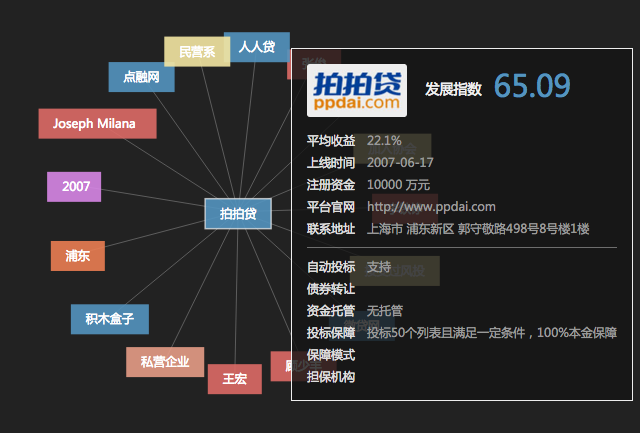 人人贷
民营系
点融网
Joseph Milana
2007
浦东
积木盒子
私营企业
王宏
顾少丰
拍拍贷
张俊
拍拍贷
ppdai.com
发展指数 65.09
平均收益 22.1%
上线时间 2007-06-17
注册资金 10000 万元
平台官网 http://www.ppdai.com
联系地址 上海市 浦东新区 郭守敬路498号8号楼1楼
自动投标 支持
债券转让
资金托管 无托管
投标保障 投标50个列表且满足一定条件，100%本金保障
保障模式
担保机构